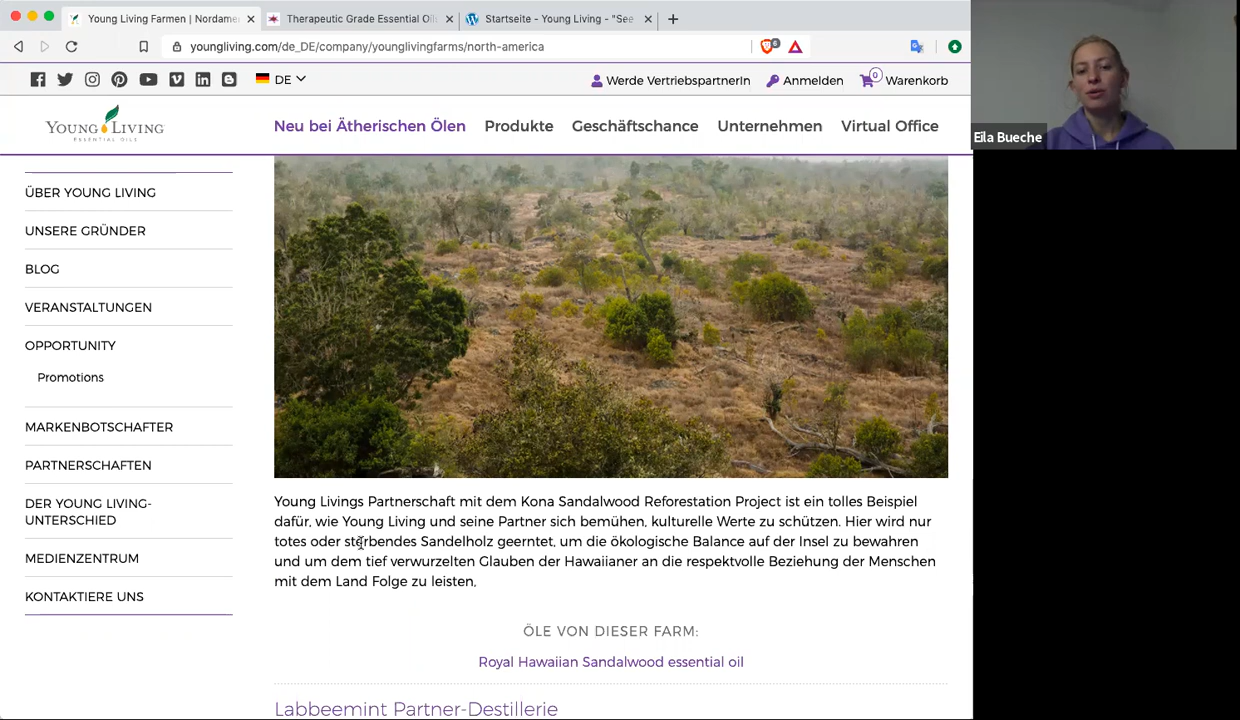 Young Living Farmen | Nordame
Therapeutic Grade Essential Oil
Startseite - Young Living - "See
youngliving.com/de_DE/company/younglivingfarms/north-america
6
DE
Werde VertriebspartnerIn
Anmelden
0
Warenkorb
YOUNG LIVING
ESSENTIAL OILS
Neu bei Ätherischen Ölen
Produkte
Geschäftschance
Unternehmen
Virtual Office
Eila Bueche
ÜBER YOUNG LIVING
UNSERE GRÜNDER
BLOG
VERANSTALTUNGEN
OPPORTUNITY
Promotions
MARKENBOTSCHAFTER
PARTNERSCHAFTEN
DER YOUNG LIVING-
UNTERSCHIED
MEDIENZENTRUM
KONTAKTIERE UNS
Young Livings Partnerschaft mit dem Kona Sandalwood Reforestation Project ist ein tolles Beispiel
dafür, wie Young Living und seine Partner sich bemühen, kulturelle Werte zu schützen. Hier wird nur
totes oder sterbendes Sandelholz geerntet, um die ökologische Balance auf der Insel zu bewahren
und um dem tief verwurzelten Glauben der Hawaiianer an die respektvolle Beziehung der Menschen
mit dem Land Folge zu leisten,
ÖLE VON DIESER FARM:
Royal Hawaiian Sandalwood essential oil
Labbeemint Partner-Destillerie